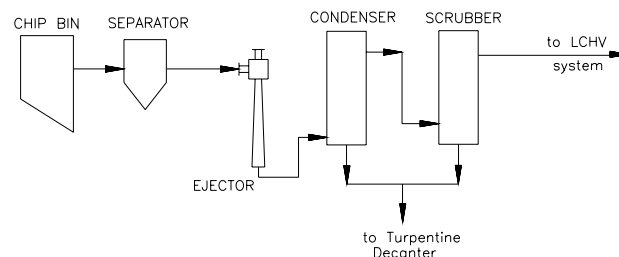 CHIP BIN
SEPARATOR
CONDENSER
SCRUBBER
to LCHV
system
EJECTOR
to Turpentine
Decanter